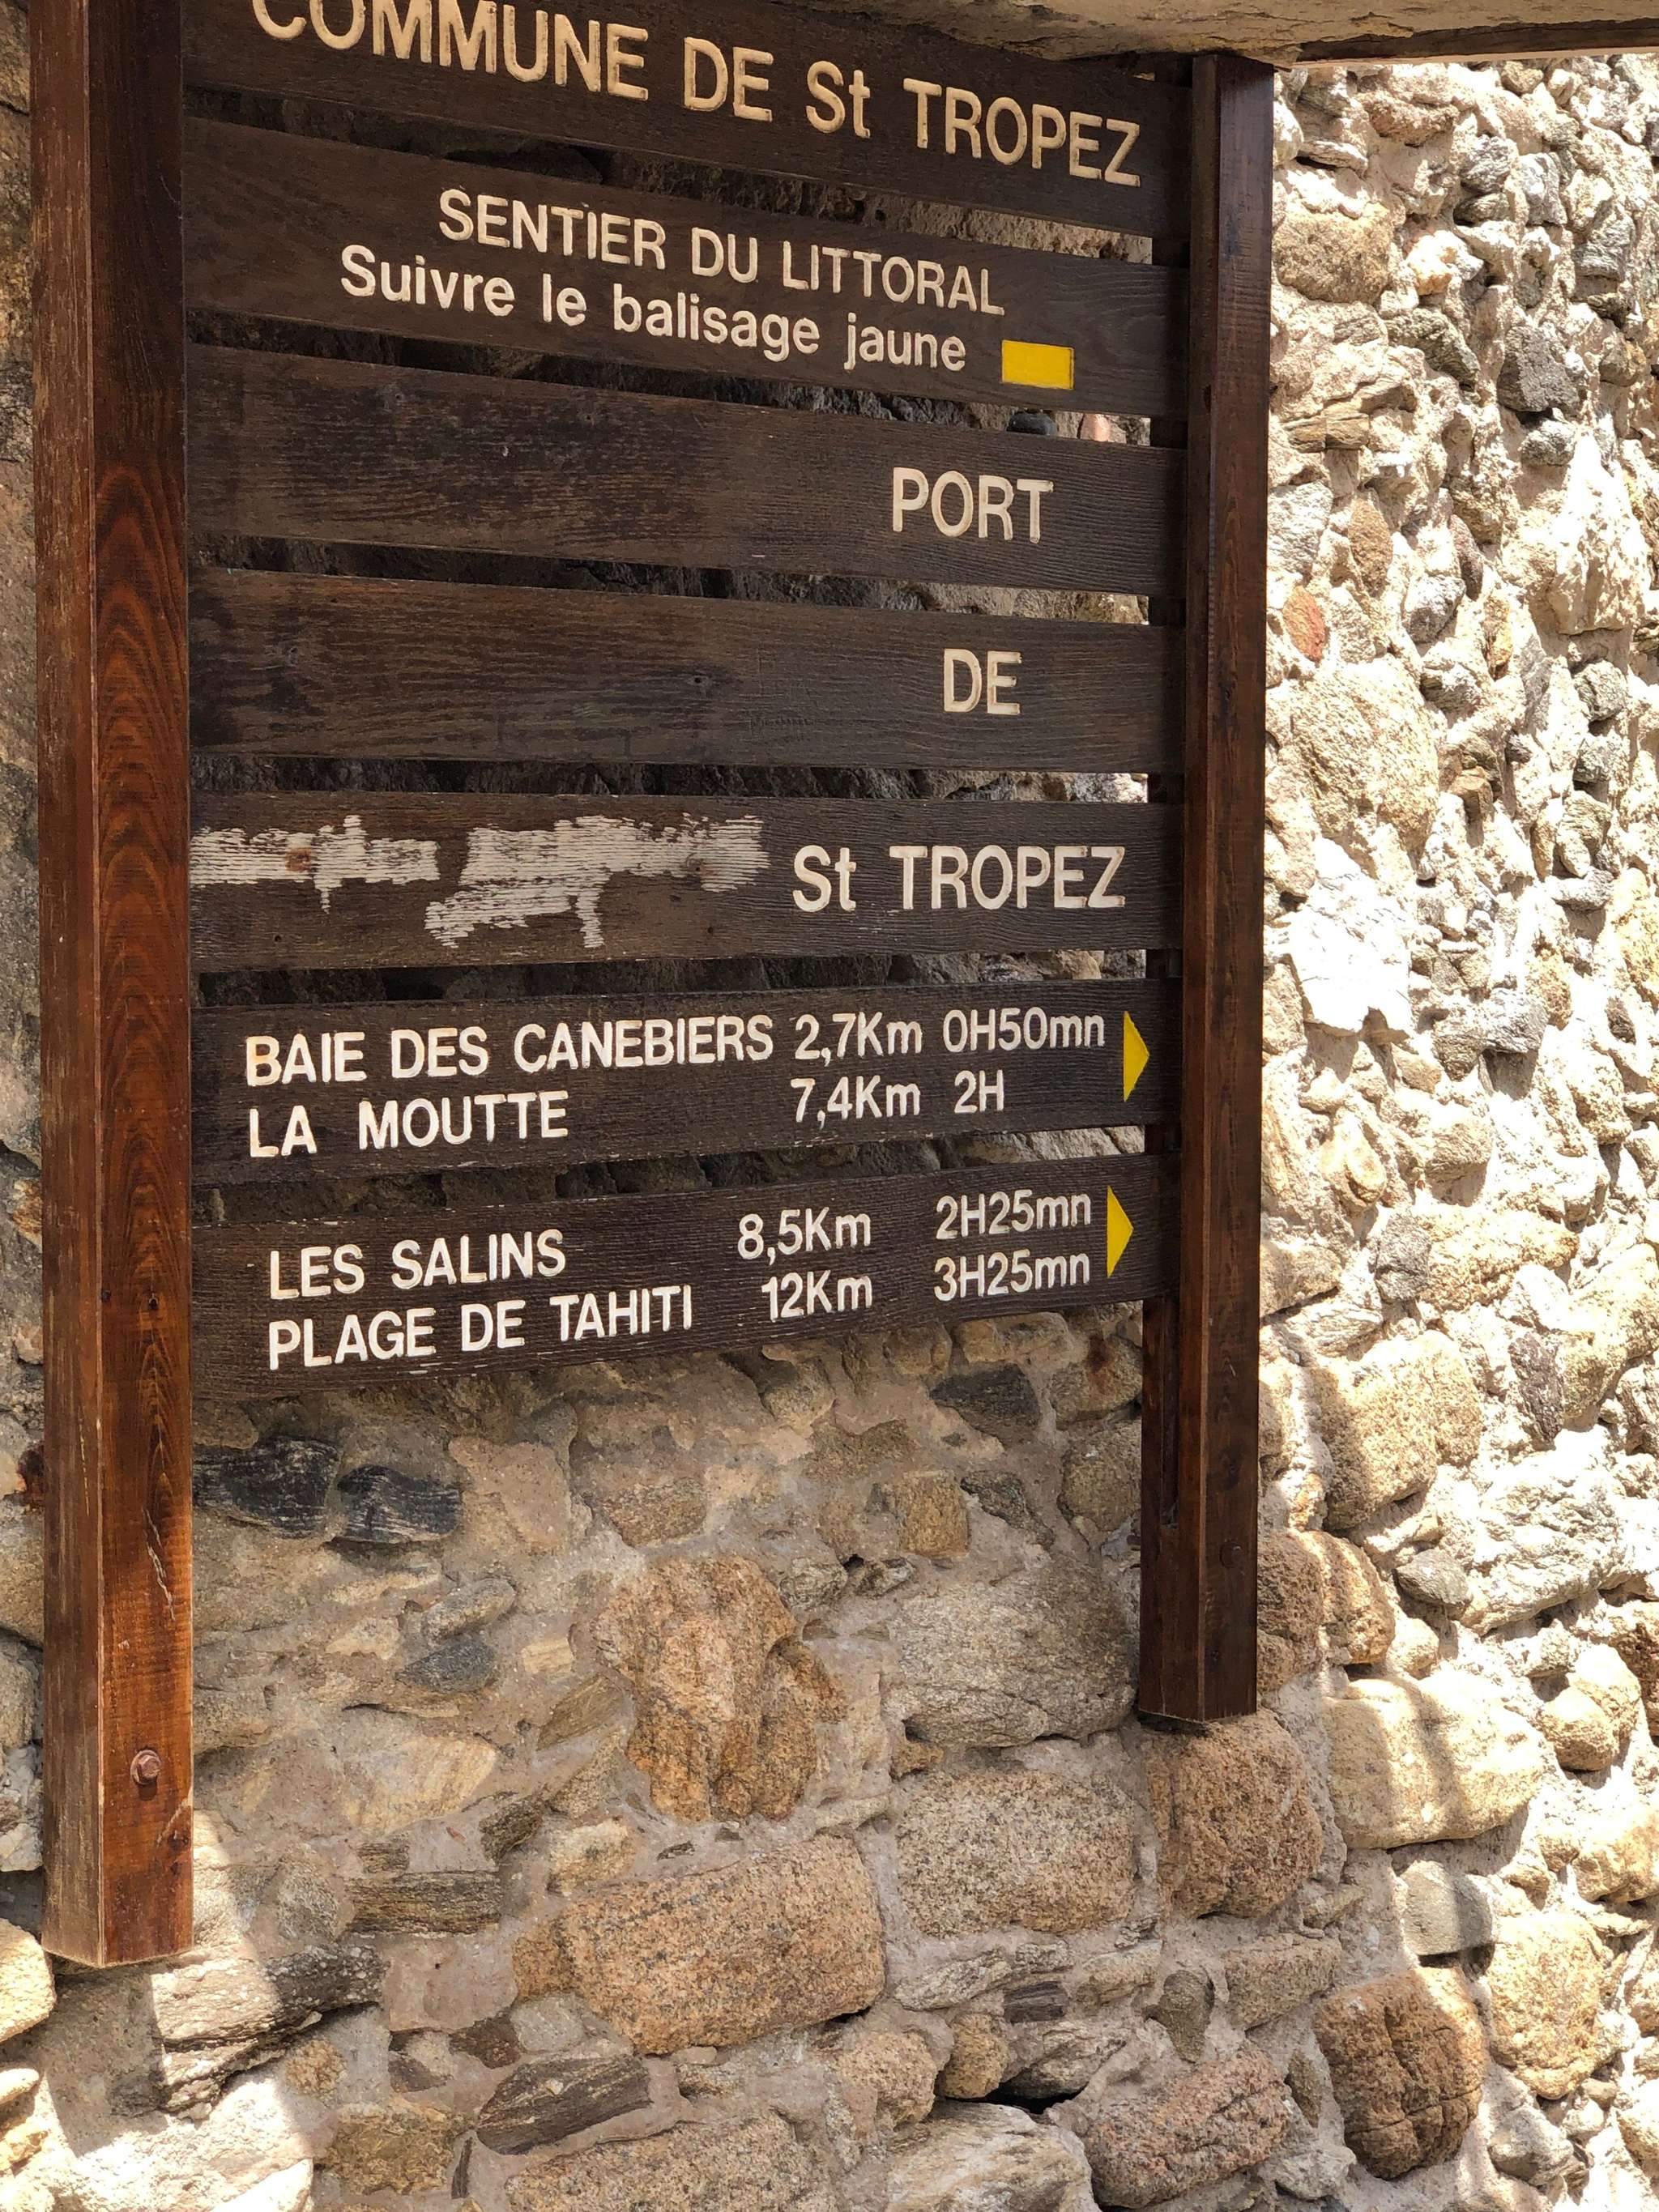 COMMUNE DE St TROPEZ
SENTIER DU LITTORAL
Suivre le balisage jaune
PORT
DE
St TROPEZ
BAIE DES CANEBIERS 2,7Km 0H50mn
LA MOUTTE 7,4Km 2H
LES SALINS 8,5Km 2H25mn
PLAGE DE TAHITI 12Km 3H25mn